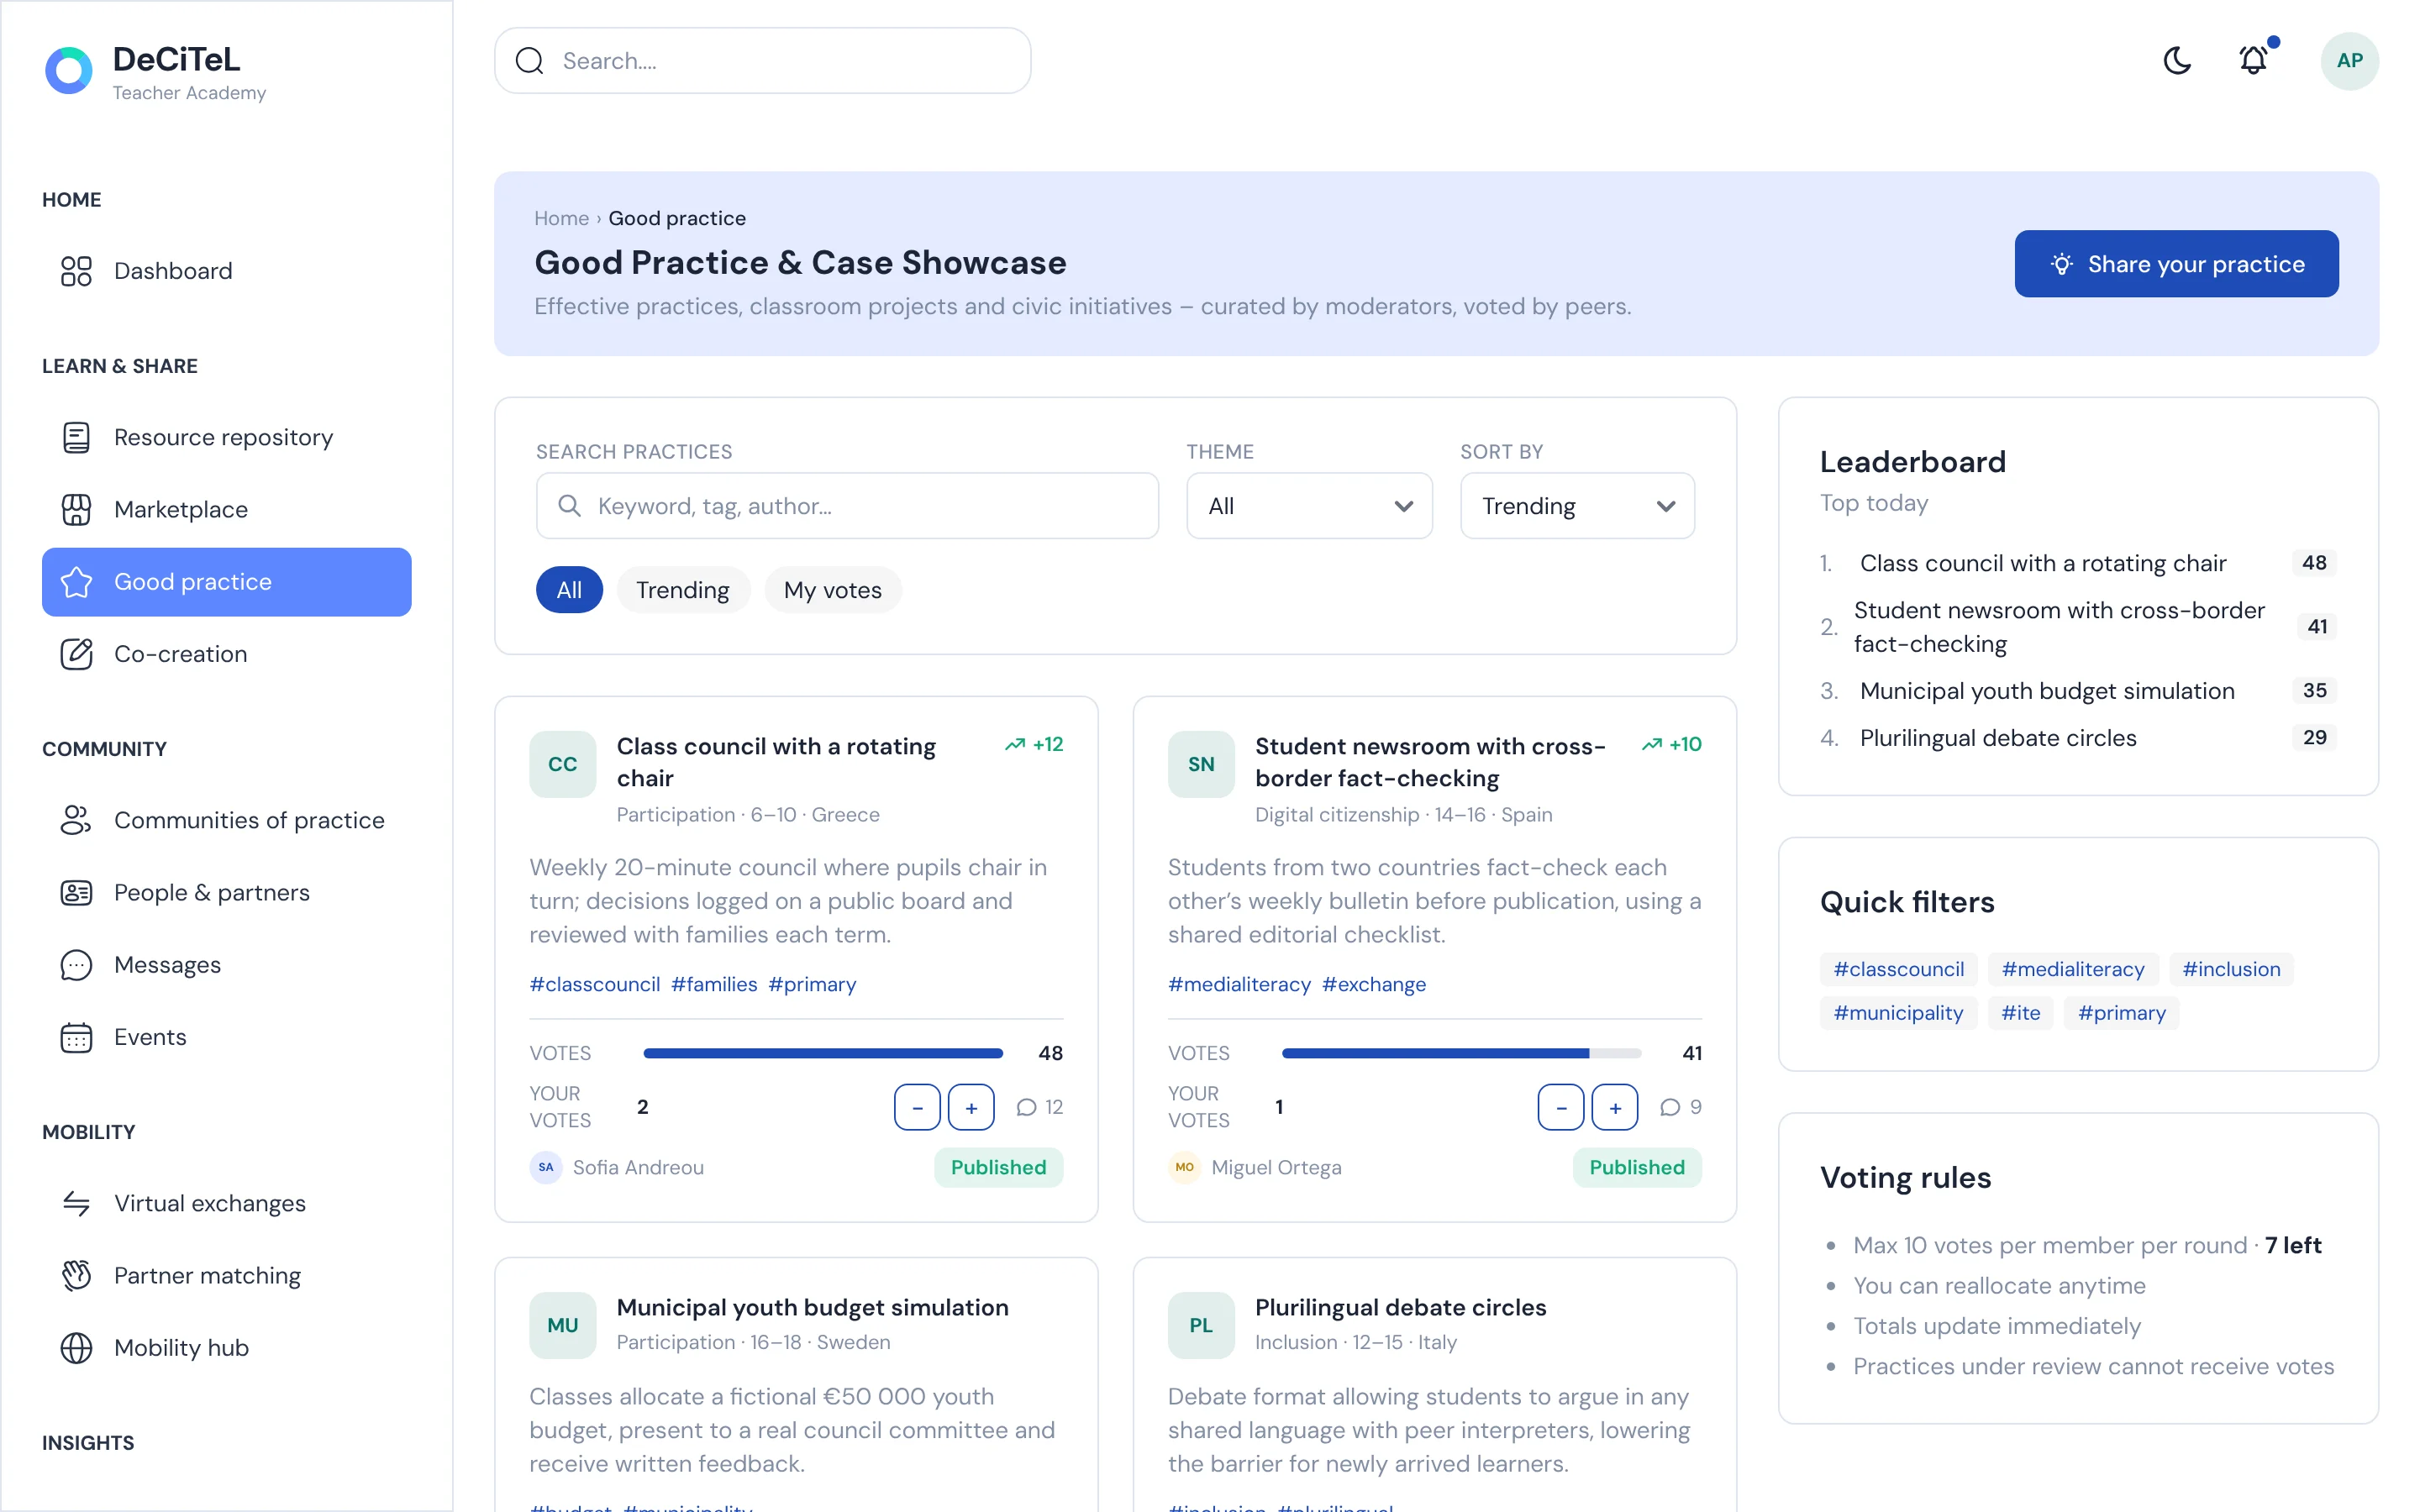 DeCiTeL
Teacher Academy
HOME
Dashboard
LEARN & SHARE
Resource repository
Marketplace
Good practice
Co-creation
COMMUNITY
Communities of practice
People & partners
Messages
Events
MOBILITY
Virtual exchanges
Partner matching
Mobility hub
INSIGHTS
Search....
AP
Home › Good practice
Good Practice & Case Showcase
Effective practices, classroom projects and civic initiatives – curated by moderators, voted by peers.
Share your practice
SEARCH PRACTICES
Keyword, tag, author...
THEME
All
SORT BY
Trending
All
Trending
My votes
CC
Class council with a rotating
chair
+12
Participation · 6–10 · Greece
Weekly 20-minute council where pupils chair in
turn; decisions logged on a public board and
reviewed with families each term.
#classcouncil #families #primary
VOTES
48
YOUR
VOTES
2
-
+
12
SA
Sofia Andreou
Published
SN
Student newsroom with cross-
border fact-checking
+10
Digital citizenship · 14–16 · Spain
Students from two countries fact-check each
other’s weekly bulletin before publication, using a
shared editorial checklist.
#medialiteracy #exchange
VOTES
41
YOUR
VOTES
1
-
+
9
MO
Miguel Ortega
Published
MU
Municipal youth budget simulation
Participation · 16–18 · Sweden
Classes allocate a fictional €50 000 youth
budget, present to a real council committee and
receive written feedback.
#budget #municipality
PL
Plurilingual debate circles
Inclusion · 12–15 · Italy
Debate format allowing students to argue in any
shared language with peer interpreters, lowering
the barrier for newly arrived learners.
#inclusion #plurilingual
Leaderboard
Top today
1. Class council with a rotating chair 48
2. Student newsroom with cross-border
fact-checking 41
3. Municipal youth budget simulation 35
4. Plurilingual debate circles 29
Quick filters
#classcouncil #medialiteracy #inclusion
#municipality #ite #primary
Voting rules
Max 10 votes per member per round · 7 left
You can reallocate anytime
Totals update immediately
Practices under review cannot receive votes